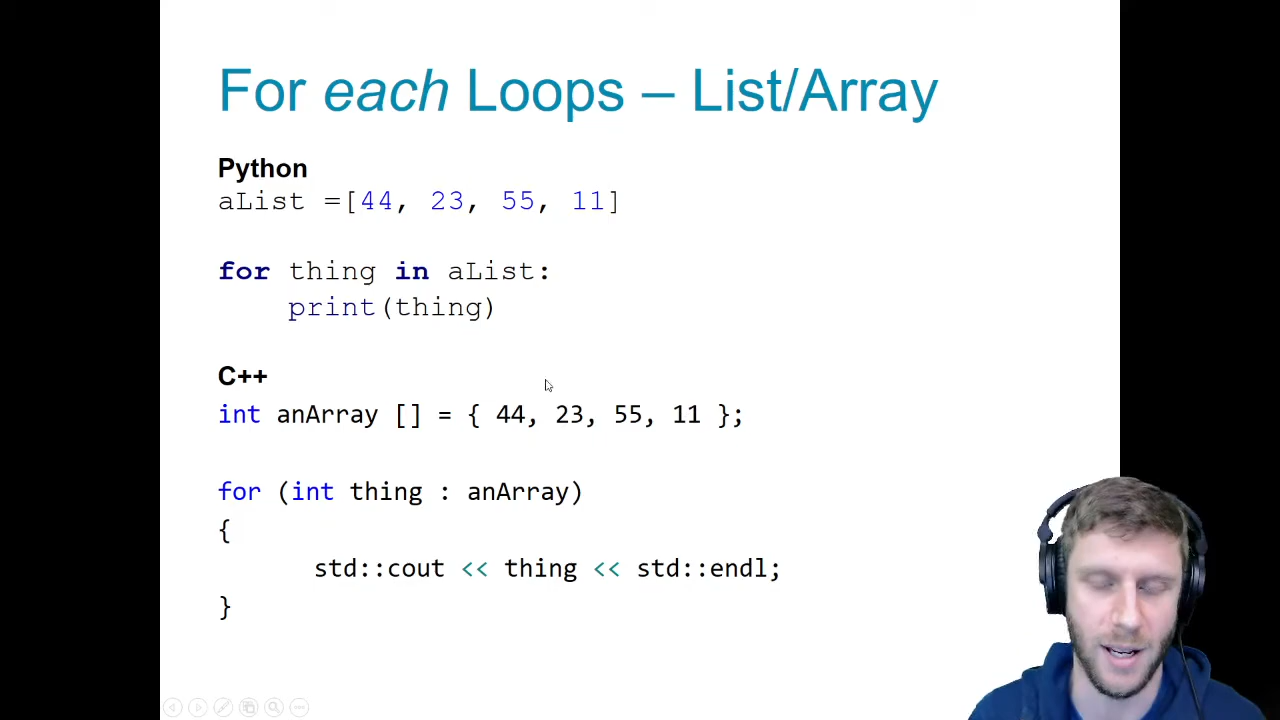 For each Loops – List/Array
Python
aList =[44, 23, 55, 11]
for thing in aList:
print(thing)
C++
int anArray [] = { 44, 23, 55, 11 };
for (int thing : anArray)
{
std::cout << thing << std::endl;
}